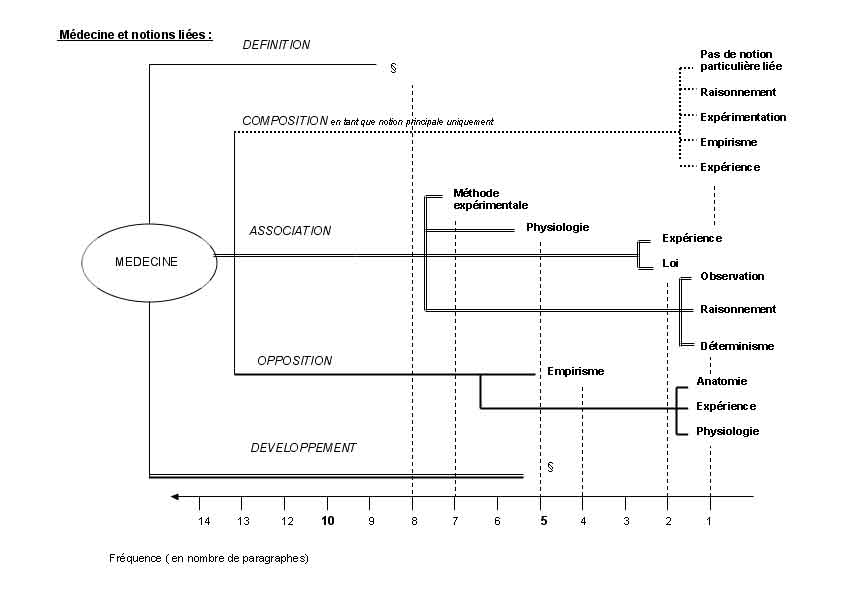 Médecine et notions liées :
DEFINITION
§
Pas de notion
particulière liée
Raisonnement
Expérimentation
Empirisme
Expérience
COMPOSITION en tant que notion principale uniquement
Méthode
expérimentale
Physiologie
ASSOCIATION
Expérience
Loi
MEDECINE
Observation
Raisonnement
Déterminisme
OPPOSITION
Empirisme
Anatomie
Expérience
Physiologie
DEVELOPPEMENT
§
14 13 12 10 9 8 7 6 5 4 3 2 1
Fréquence ( en nombre de paragraphes)